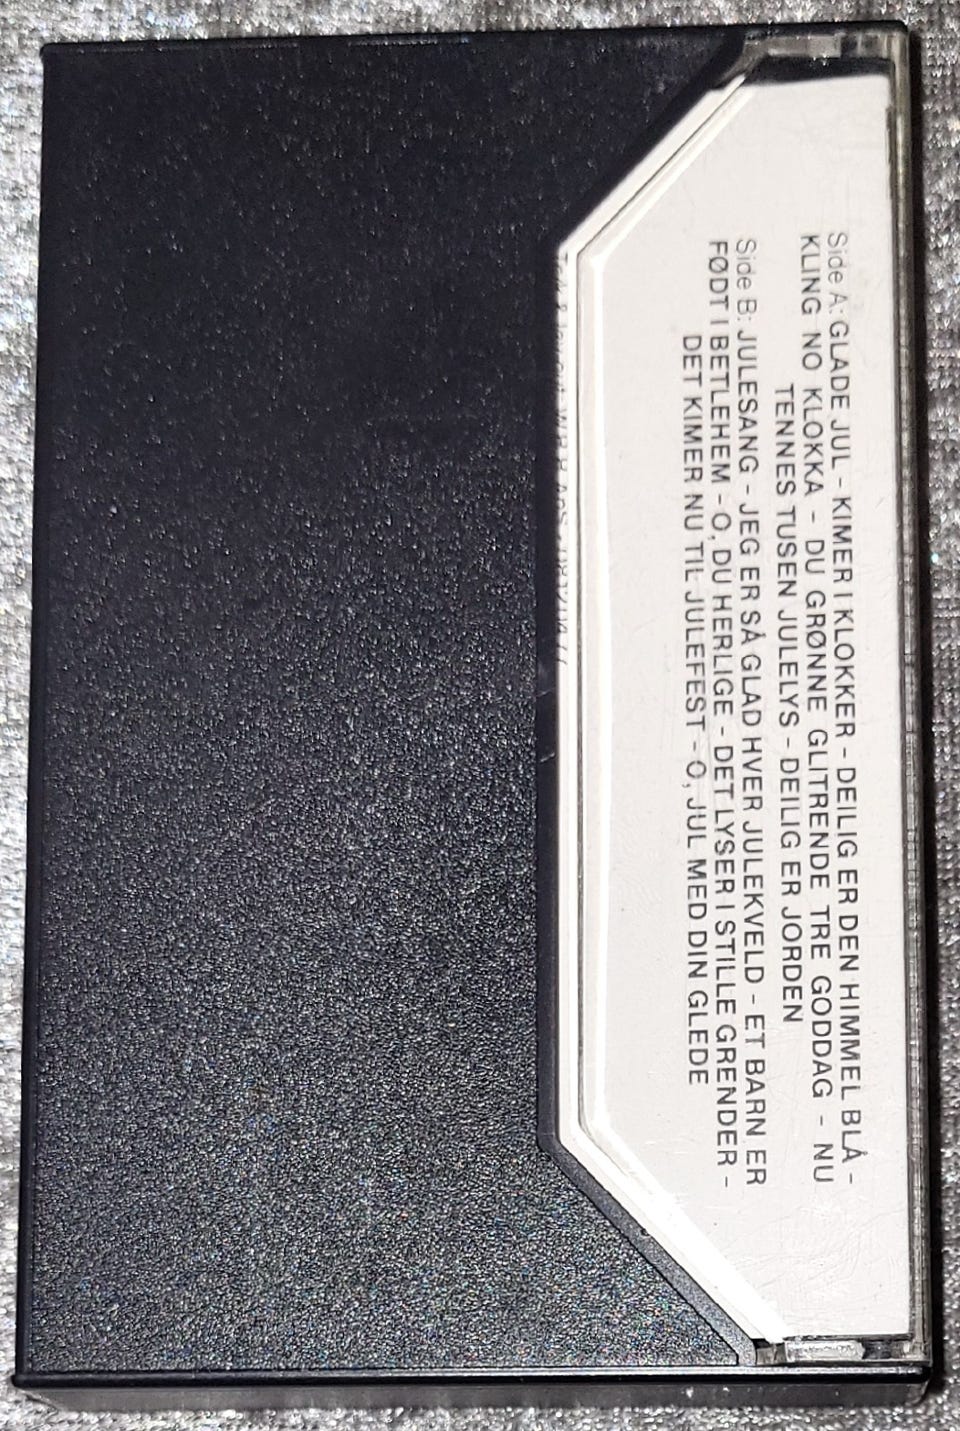 Side A: GLADE JUL - KIMER I KLOKKER - DEILIG ER DEN HIMMEL BLÅ -
KLING NO KLOKKA - DU GRØNNE GLITRENDE TRE GODDAG - NU
TENNES TUSEN JULELYS - DEILIG ER JORDEN
Side B: JULESANG - JEG ER SÅ GLAD HVER JULEKVELD - ET BARN ER
FØDT I BETLEHEM - O, DU HERLIGE - DET LYSER I STILLE GRENDER -
DET KIMER NU TIL JULEFEST - O, JUL MED DIN GLEDE